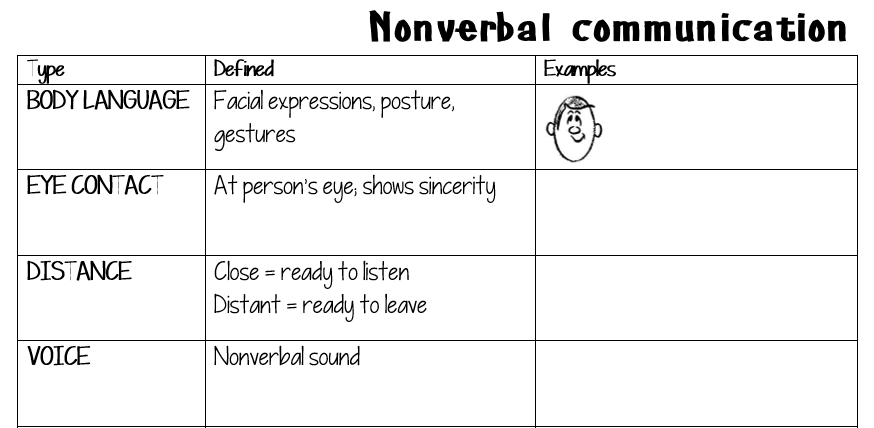 Nonverbal communication
Type Defined Examples
BODY LANGUAGE Facial expressions, posture,
gestures
EYE CONTACT At person's eye; shows sincerity
DISTANCE Close = ready to listen
Distant = ready to leave
VOICE Nonverbal sound